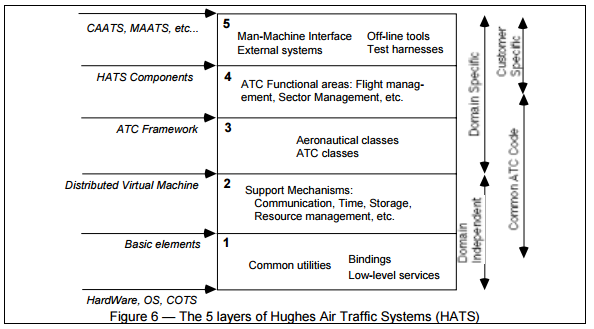 CAATS, MAATS, etc...
5
Man-Machine Interface
External systems
Off-line tools
Test harnesses
HATS Components
4
ATC Functional areas: Flight manag-
ement, Sector Management, etc.
ATC Framework
3
Aeronautical classes
ATC classes
Distributed Virtual Machine
2
Support Mechanisms:
Communication, Time, Storage,
Resource management, etc.
Basic elements
1
Common utilities
Bindings
Low-level services
HardWare, OS, COTS
Domain Specific
Domain
Independent
Customer
Specific
Common ATC Code
Figure 6 — The 5 layers of Hughes Air Traffic Systems (HATS)